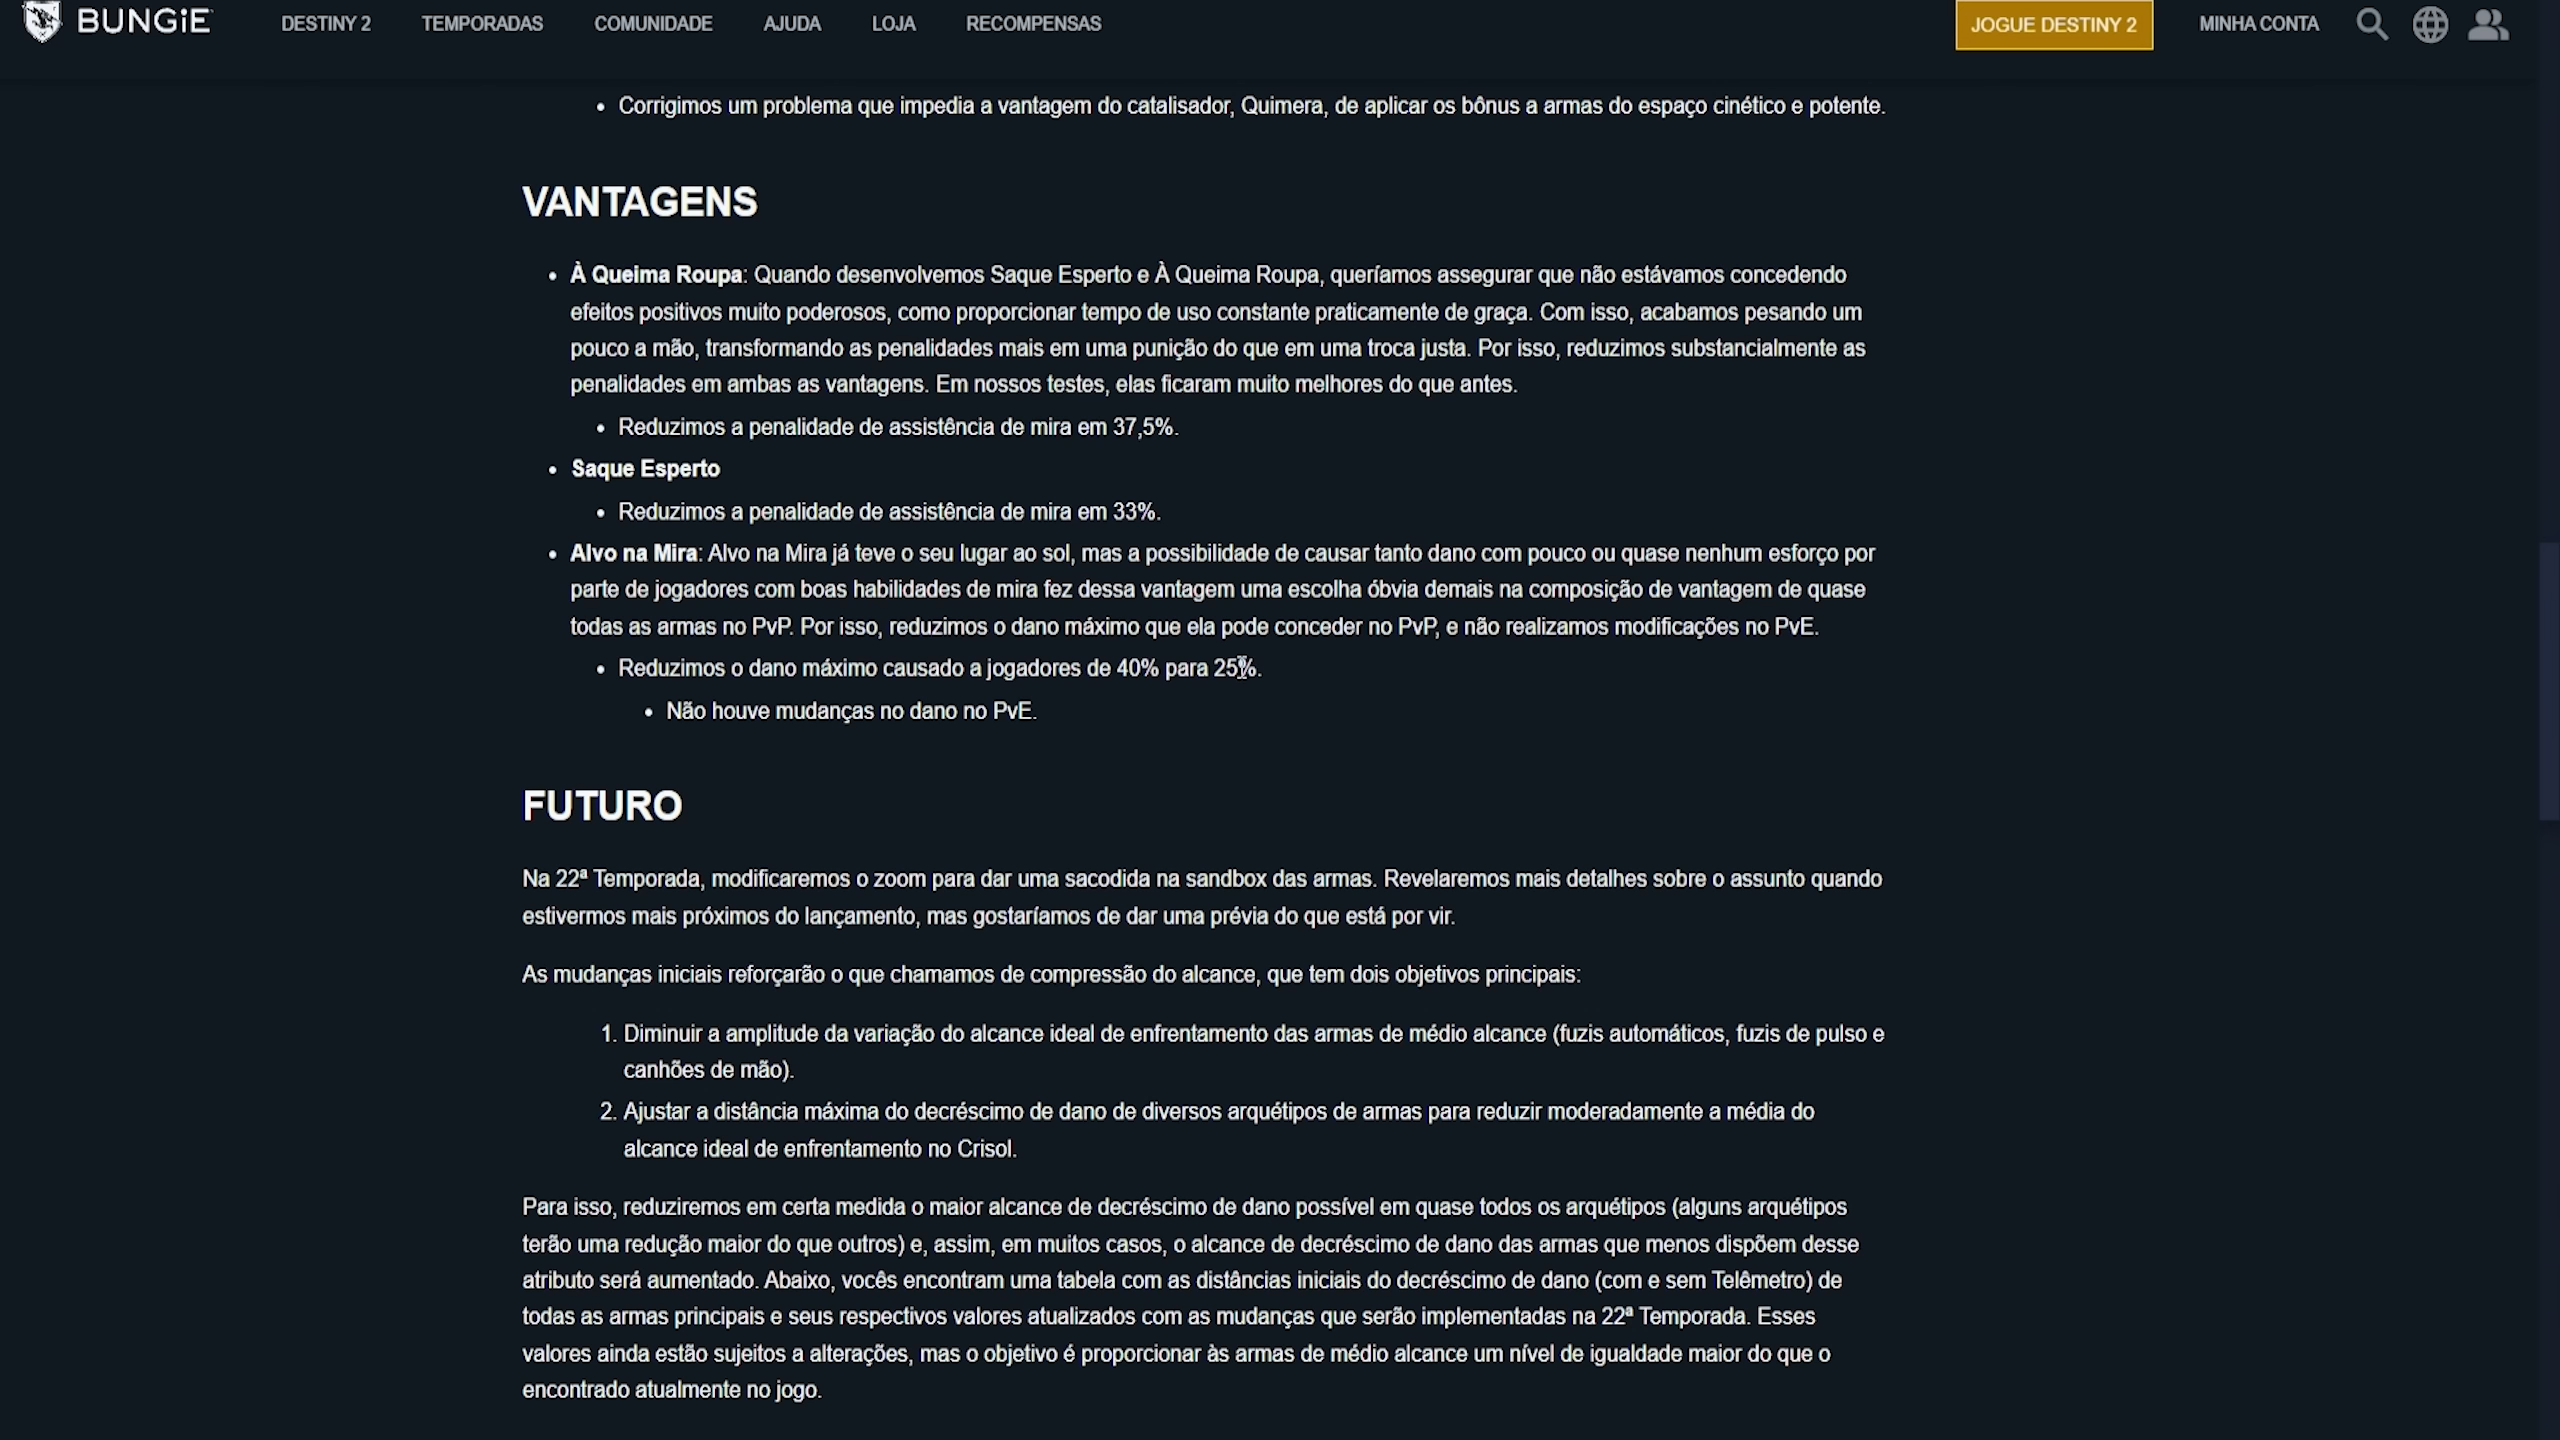 BUNGiE
DESTINY 2
TEMPORADAS
COMUNIDADE
AJUDA
LOJA
RECOMPENSAS
JOGUE DESTINY 2
MINHA CONTA
• Corrigimos um problema que impedia a vantagem do catalisador, Quimera, de aplicar os bônus a armas do espaço cinético e potente.
VANTAGENS
• À Queima Roupa: Quando desenvolvemos Saque Esperto e À Queima Roupa, queríamos assegurar que não estávamos concedendo
efeitos positivos muito poderosos, como proporcionar tempo de uso constante praticamente de graça. Com isso, acabamos pesando um
pouco a mão, transformando as penalidades mais em uma punição do que em uma troca justa. Por isso, reduzimos substancialmente as
penalidades em ambas as vantagens. Em nossos testes, elas ficaram muito melhores do que antes.
• Reduzimos a penalidade de assistência de mira em 37,5%.
• Saque Esperto
• Reduzimos a penalidade de assistência de mira em 33%.
• Alvo na Mira: Alvo na Mira já teve o seu lugar ao sol, mas a possibilidade de causar tanto dano com pouco ou quase nenhum esforço por
parte de jogadores com boas habilidades de mira fez dessa vantagem uma escolha óbvia demais na composição de vantagem de quase
todas as armas no PvP. Por isso, reduzimos o dano máximo que ela pode conceder no PvP, e não realizamos modificações no PvE.
• Reduzimos o dano máximo causado a jogadores de 40% para 25%.
• Não houve mudanças no dano no PvE.
FUTURO
Na 22ª Temporada, modificaremos o zoom para dar uma sacodida na sandbox das armas. Revelaremos mais detalhes sobre o assunto quando
estivermos mais próximos do lançamento, mas gostaríamos de dar uma prévia do que está por vir.
As mudanças iniciais reforçarão o que chamamos de compressão do alcance, que tem dois objetivos principais:
1. Diminuir a amplitude da variação do alcance ideal de enfrentamento das armas de médio alcance (fuzis automáticos, fuzis de pulso e
canhões de mão).
2. Ajustar a distância máxima do decréscimo de dano de diversos arquétipos de armas para reduzir moderadamente a média do
alcance ideal de enfrentamento no Crisol.
Para isso, reduziremos em certa medida o maior alcance de decréscimo de dano possível em quase todos os arquétipos (alguns arquétipos
terão uma redução maior do que outros) e, assim, em muitos casos, o alcance de decréscimo de dano das armas que menos dispõem desse
atributo será aumentado. Abaixo, vocês encontram uma tabela com as distâncias iniciais do decréscimo de dano (com e sem Telêmetro) de
todas as armas principais e seus respectivos valores atualizados com as mudanças que serão implementadas na 22ª Temporada. Esses
valores ainda estão sujeitos a alterações, mas o objetivo é proporcionar às armas de médio alcance um nível de igualdade maior do que o
encontrado atualmente no jogo.